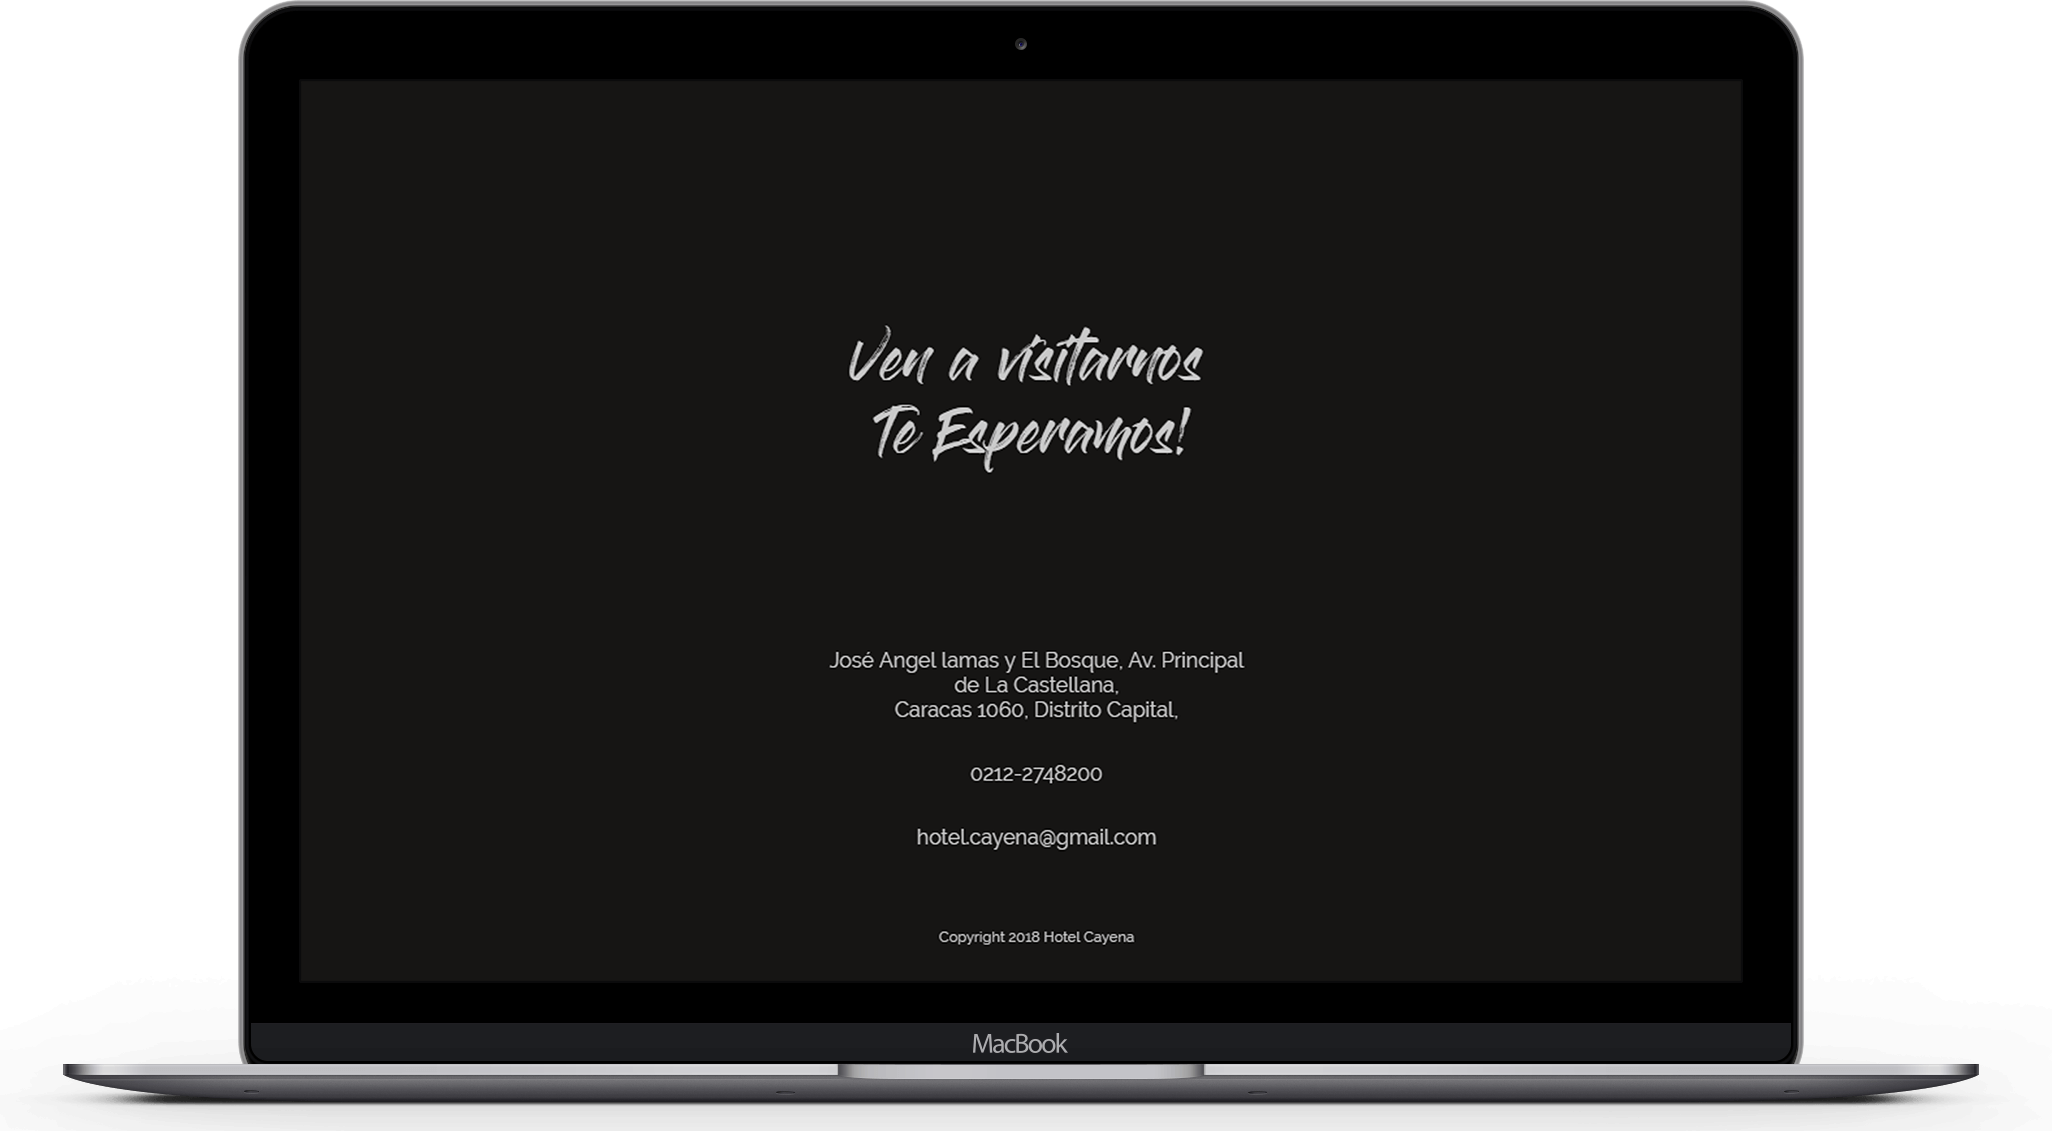 Ven a visitarnos
Te Esperamos!
José Angel lamas y El Bosque, Av. Principal
de La Castellana,
Caracas 1060, Distrito Capital,
0212-2748200
hotel.cayena@gmail.com
Copyright 2018 Hotel Cayena
MacBook